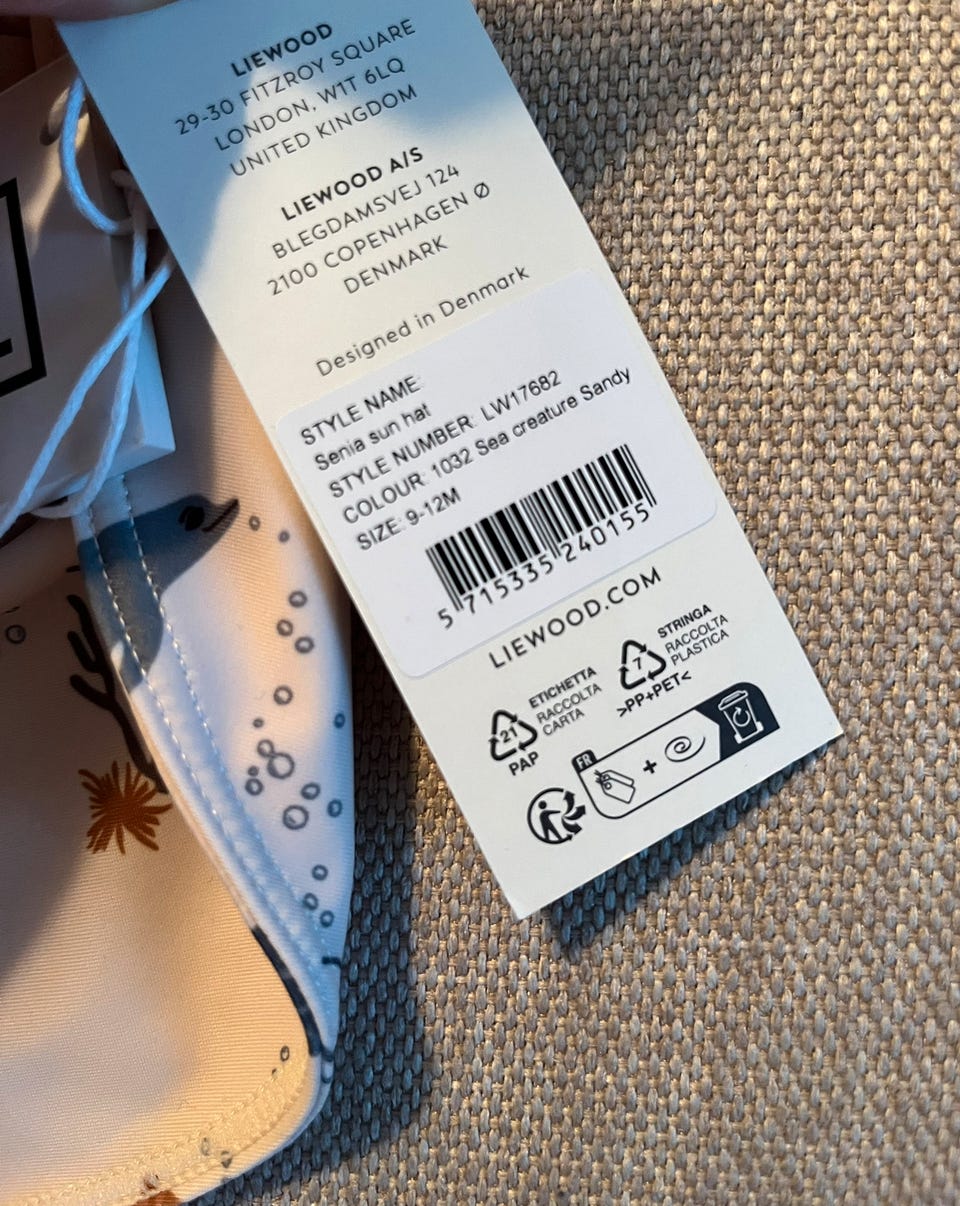 LIEWOOD
29-30 FITZROY SQUARE
LONDON, W1T 6LQ
UNITED KINGDOM
LIEWOOD A/S
BLEGDAMSVEJ 124
2100 COPENHAGEN Ø
DENMARK
Designed in Denmark
STYLE NAME:
Senia sun hat
STYLE NUMBER: LW17682
COLOUR: 1032 Sea creature Sandy
SIZE: 9-12M
5 715335 240155
LIEWOOD.COM
21
PAP
ETICHETTA
RACCOLTA
CARTA
7
STRINGA
RACCOLTA
PLASTICA
>PP+PET<
FR
+